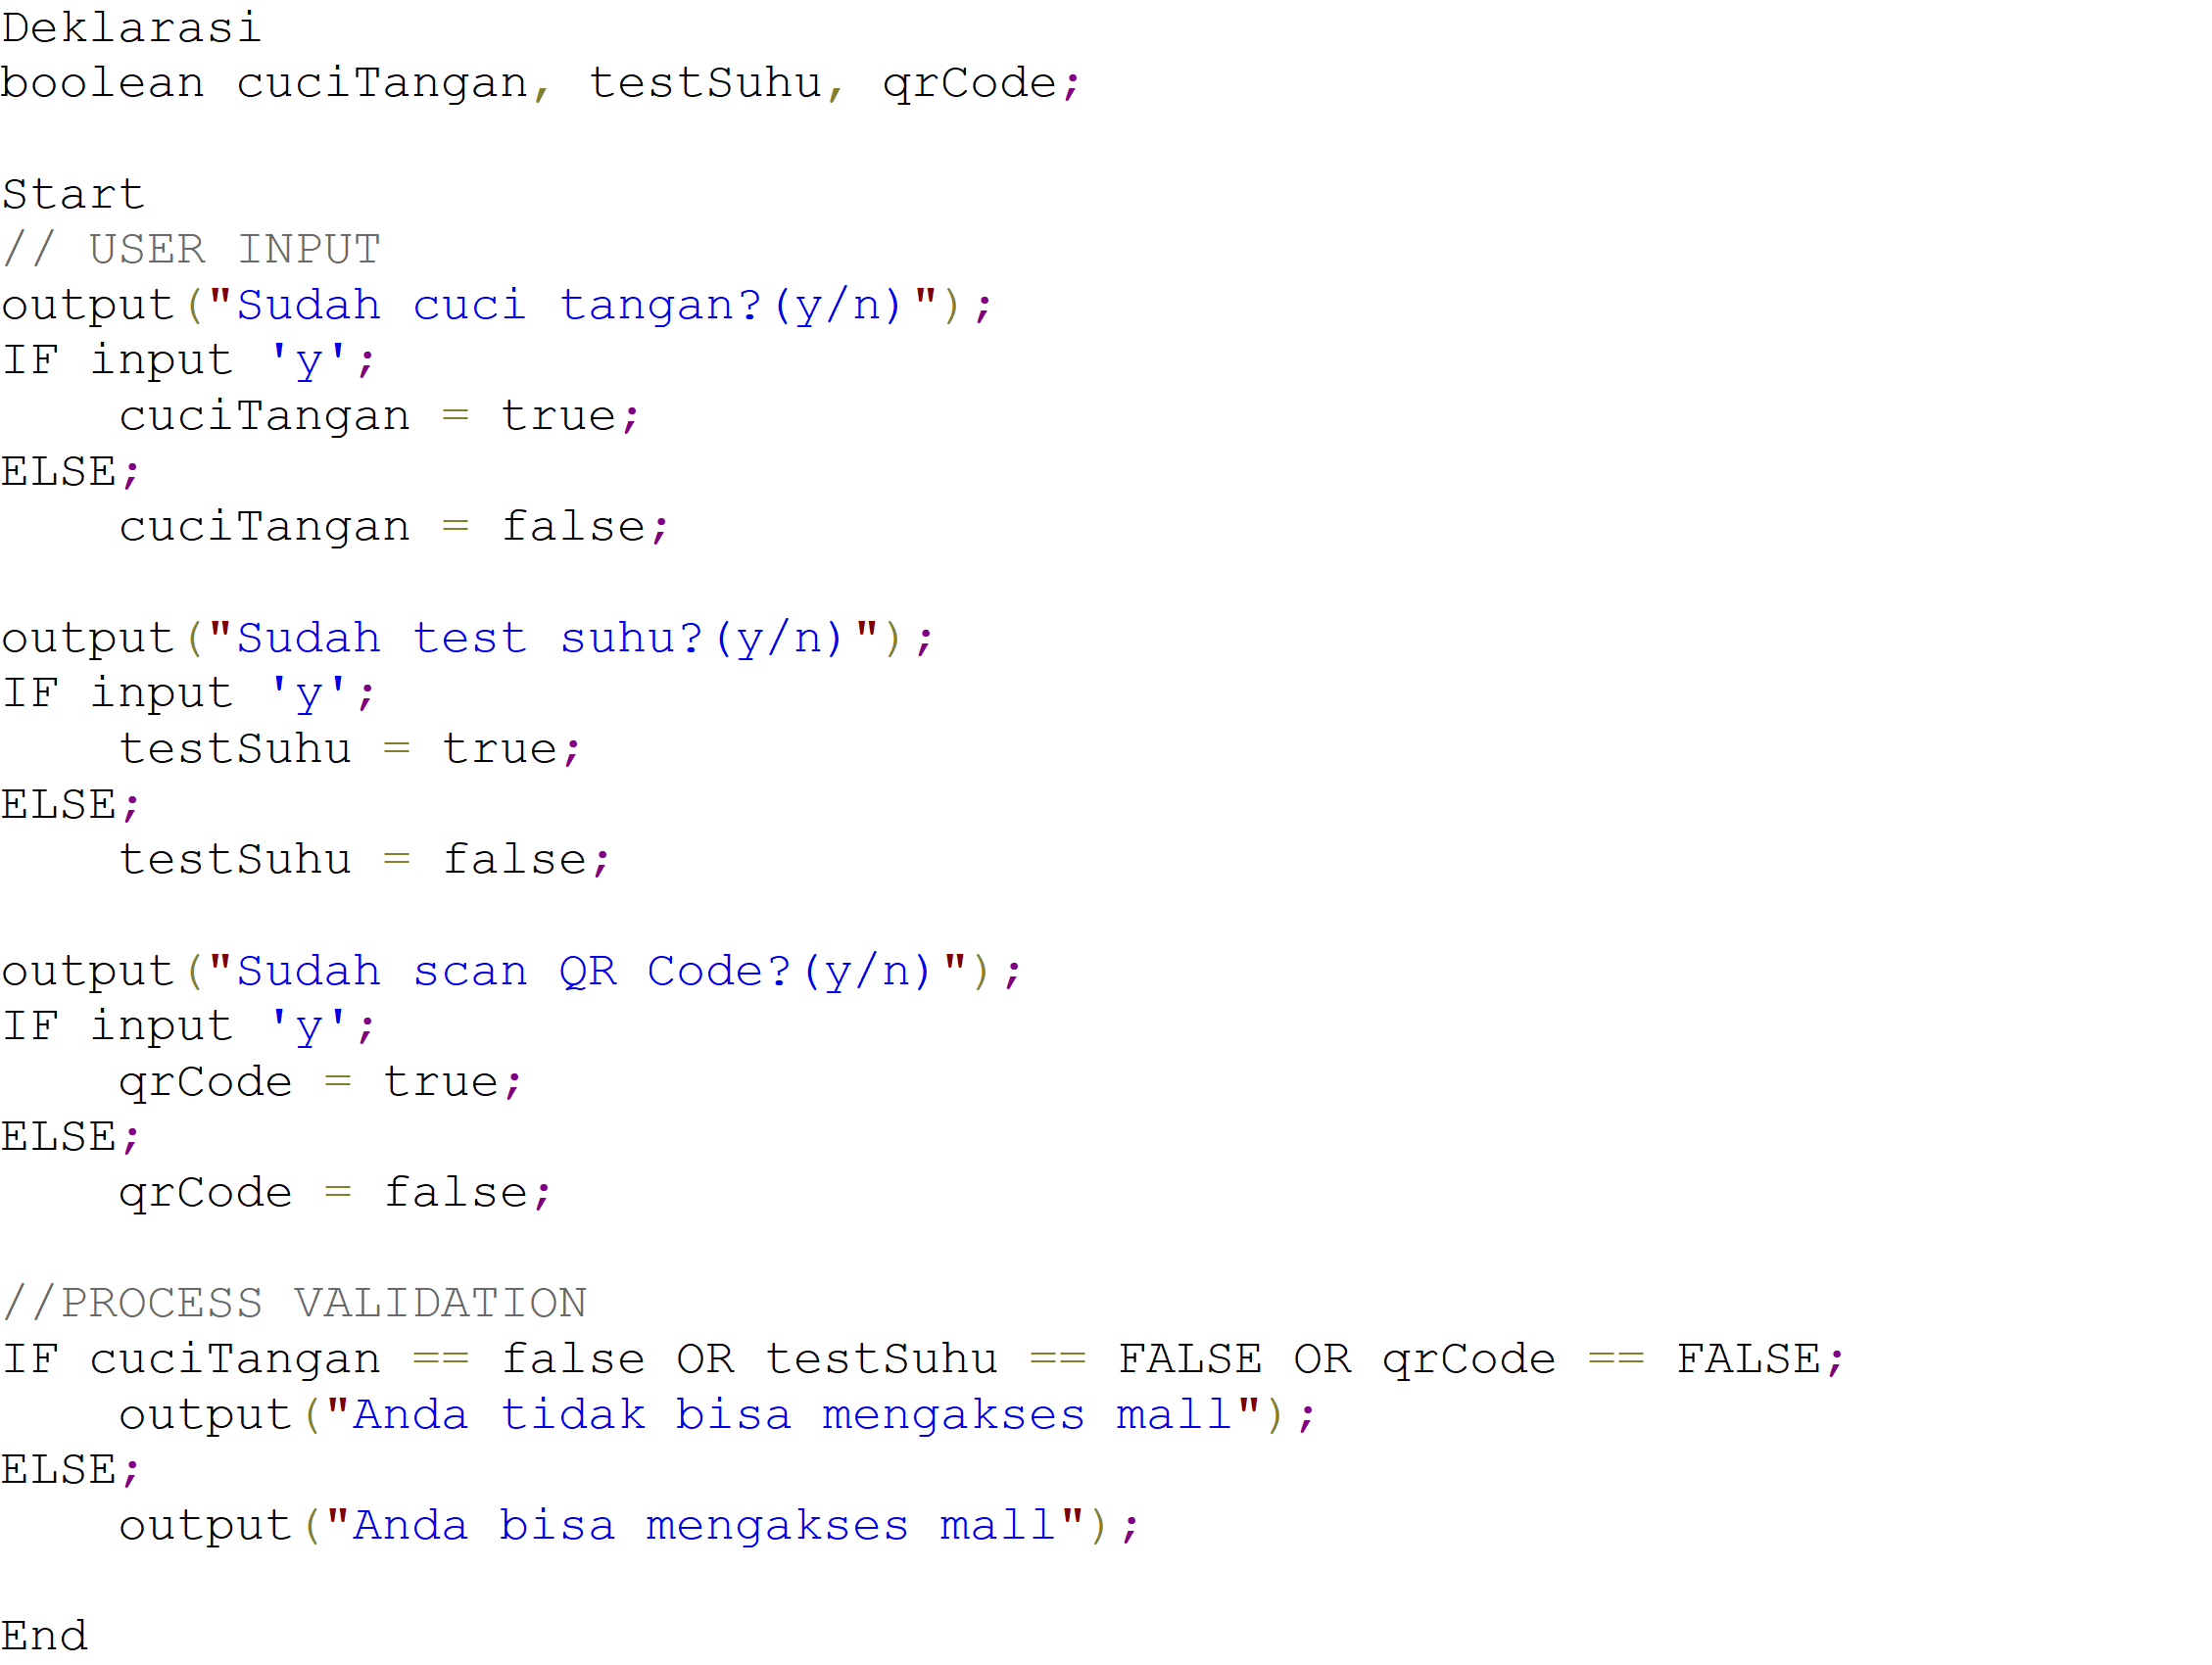 Deklarasi
boolean cuciTangan, testSuhu, qrCode;

Start
// USER INPUT
output("Sudah cuci tangan?(y/n)");
IF input 'y';
    cuciTangan = true;
ELSE;
    cuciTangan = false;

output("Sudah test suhu?(y/n)");
IF input 'y';
    testSuhu = true;
ELSE;
    testSuhu = false;

output("Sudah scan QR Code?(y/n)");
IF input 'y';
    qrCode = true;
ELSE;
    qrCode = false;

//PROCESS VALIDATION
IF cuciTangan == false OR testSuhu == FALSE OR qrCode == FALSE;
    output("Anda tidak bisa mengakses mall");
ELSE;
    output("Anda bisa mengakses mall");

End